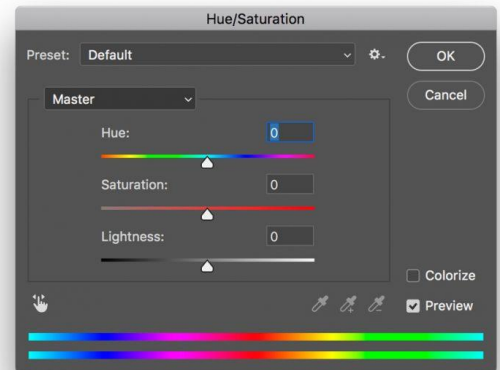 Hue/Saturation
Preset: Default
OK
Cancel
Master
Hue: 0
Saturation: 0
Lightness: 0
Colorize
Preview